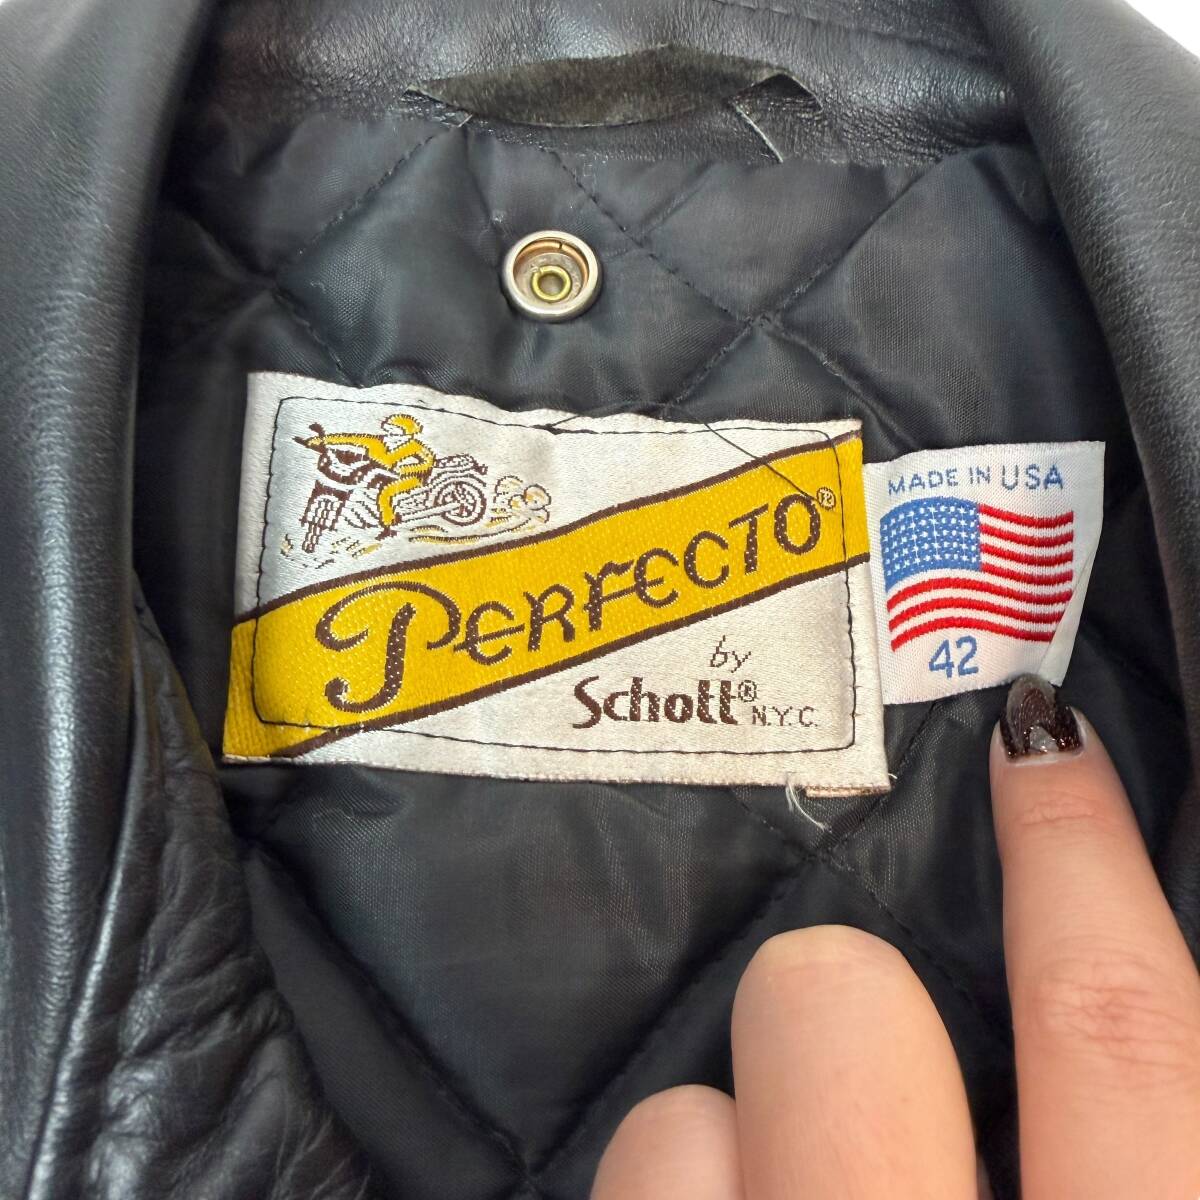 PERFECTO®
by
Schott® N.Y.C.
MADE IN USA
42